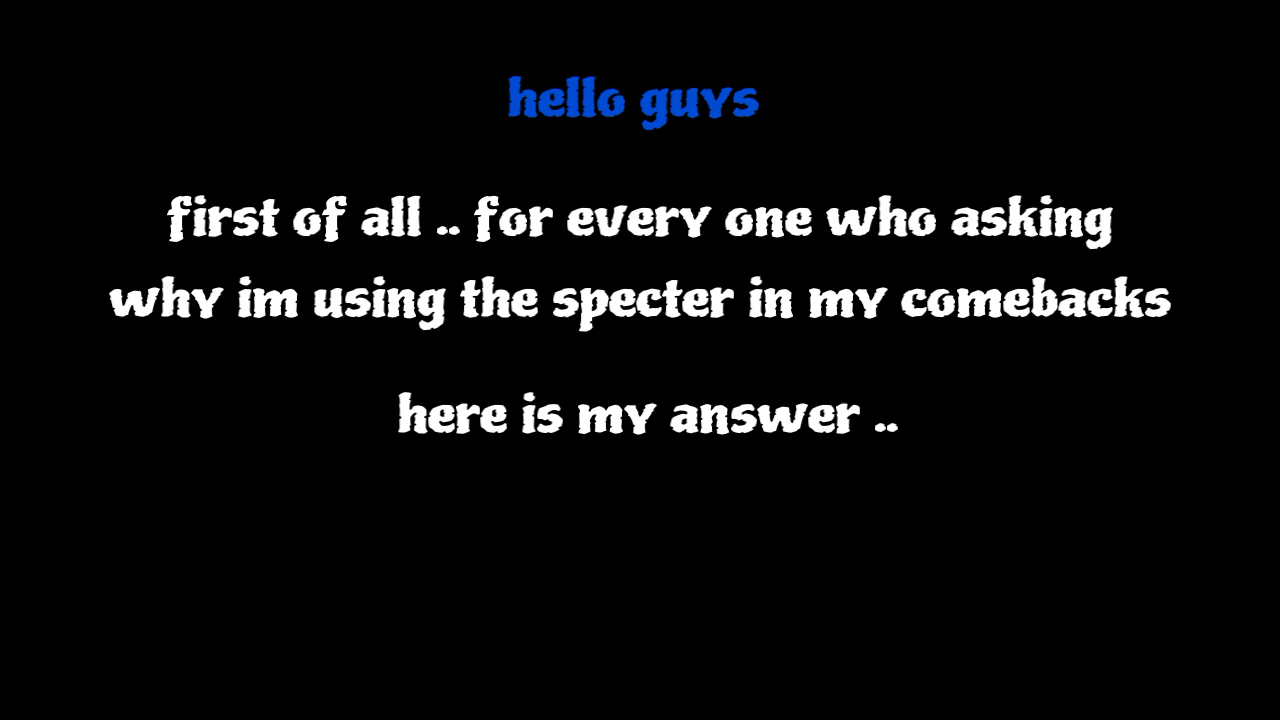 hello guys
first of all .. for every one who asking
why im using the specter in my comebacks
here is my answer ..